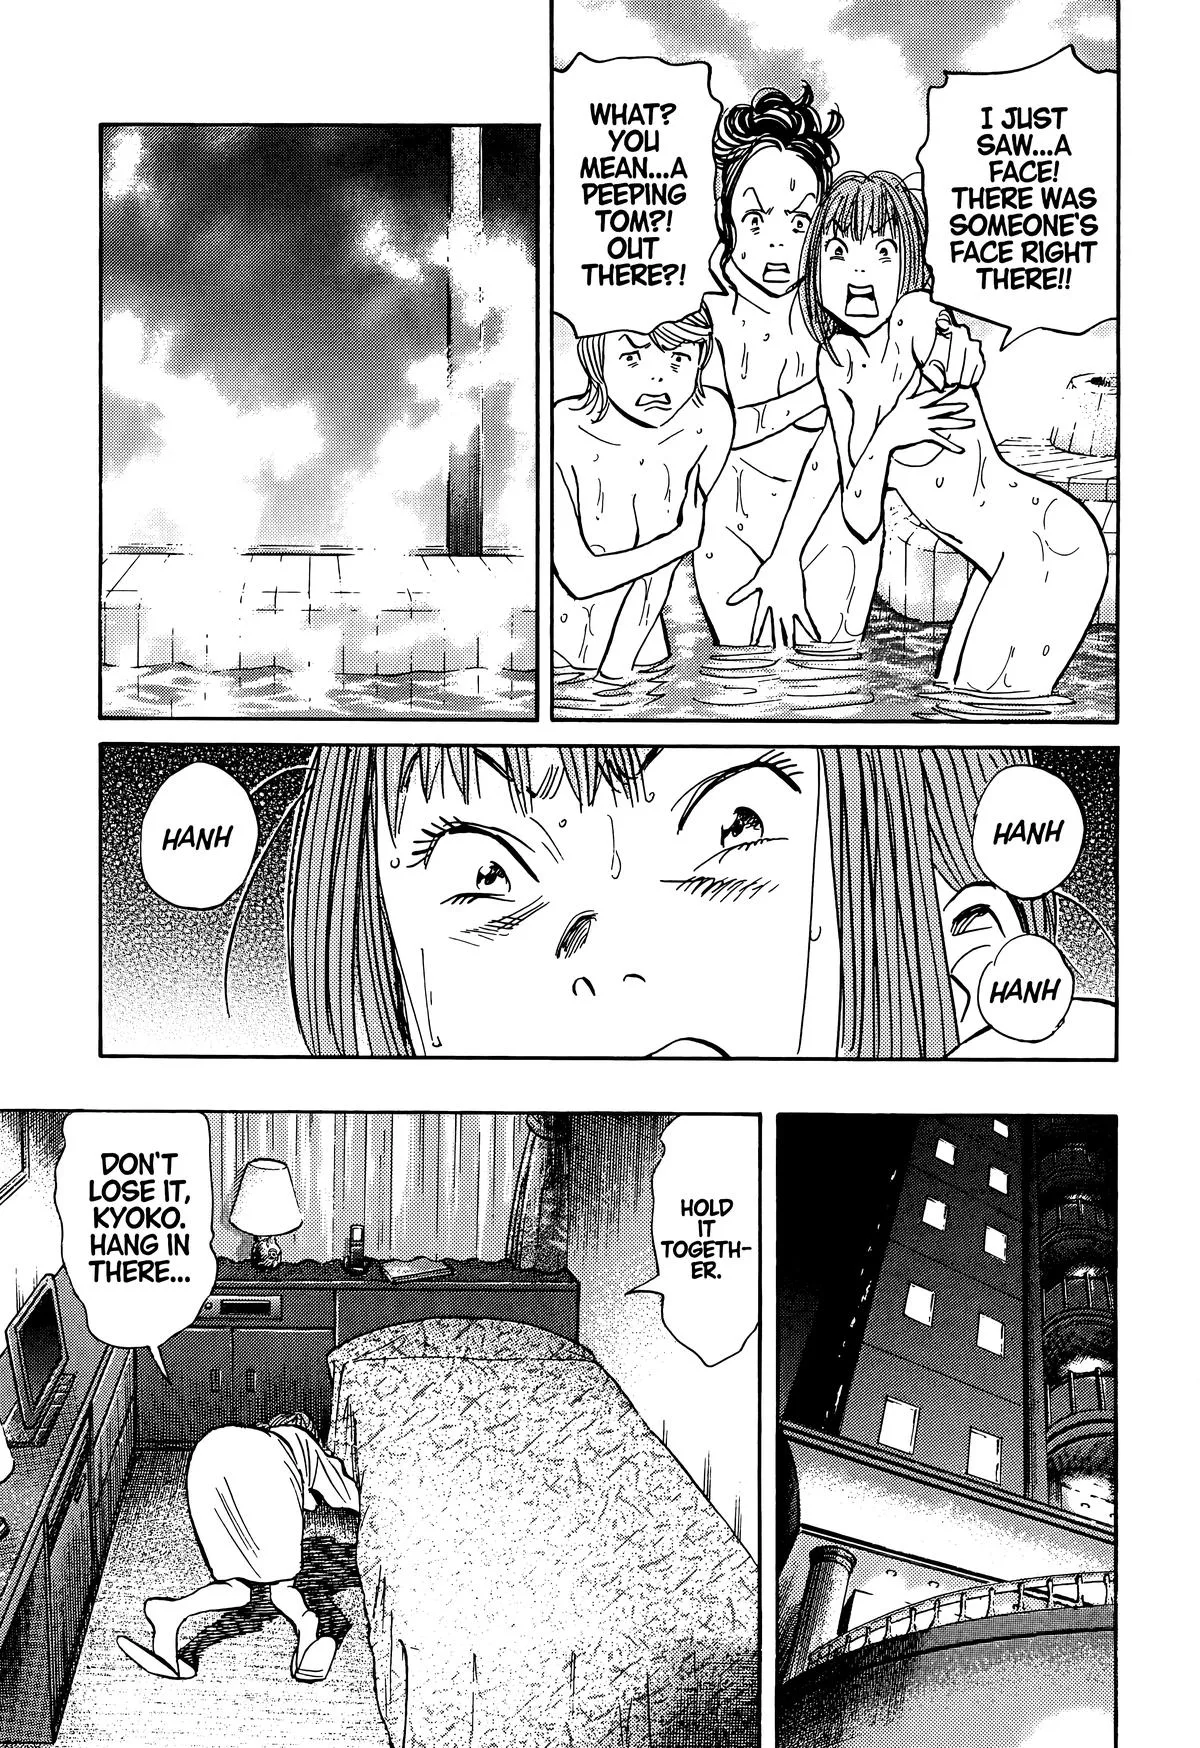 I JUST
SAW...A
FACE!
THERE WAS
SOMEONE'S
FACE RIGHT
THERE!!
WHAT?
YOU
MEAN...A
PEEPING
TOM?!
OUT
THERE?!
HANH
HANH
HANH
HOLD
IT
TOGETH-
ER.
DON'T
LOSE IT,
KYOKO.
HANG IN
THERE...